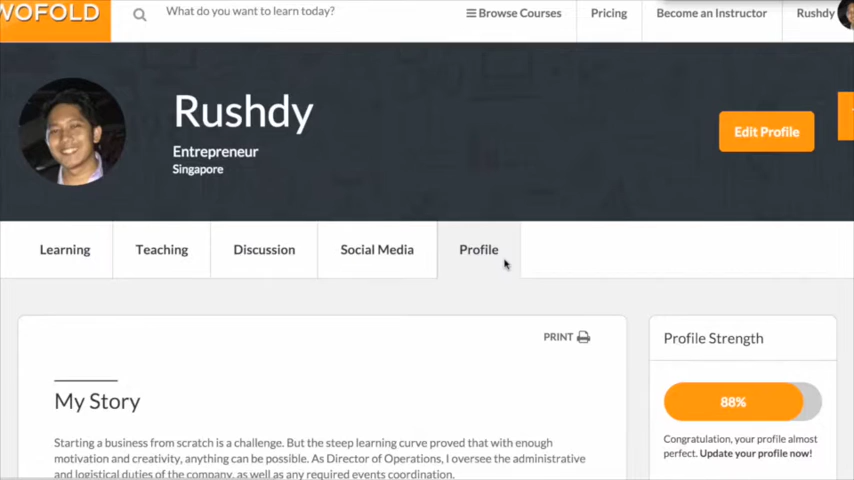 WOFOLD
What do you want to learn today?
Browse Courses
Pricing
Become an Instructor
Rushdy
Rushdy
Entrepreneur
Singapore
Edit Profile
Learning
Teaching
Discussion
Social Media
Profile
PRINT
Profile Strength
My Story
88%
Starting a business from scratch is a challenge. But the steep learning curve proved that with enough
motivation and creativity, anything can be possible. As Director of Operations, I oversee the administrative
and logistical duties of the company, as well as any required events coordination.
Congratulation, your profile almost
perfect. Update your profile now!